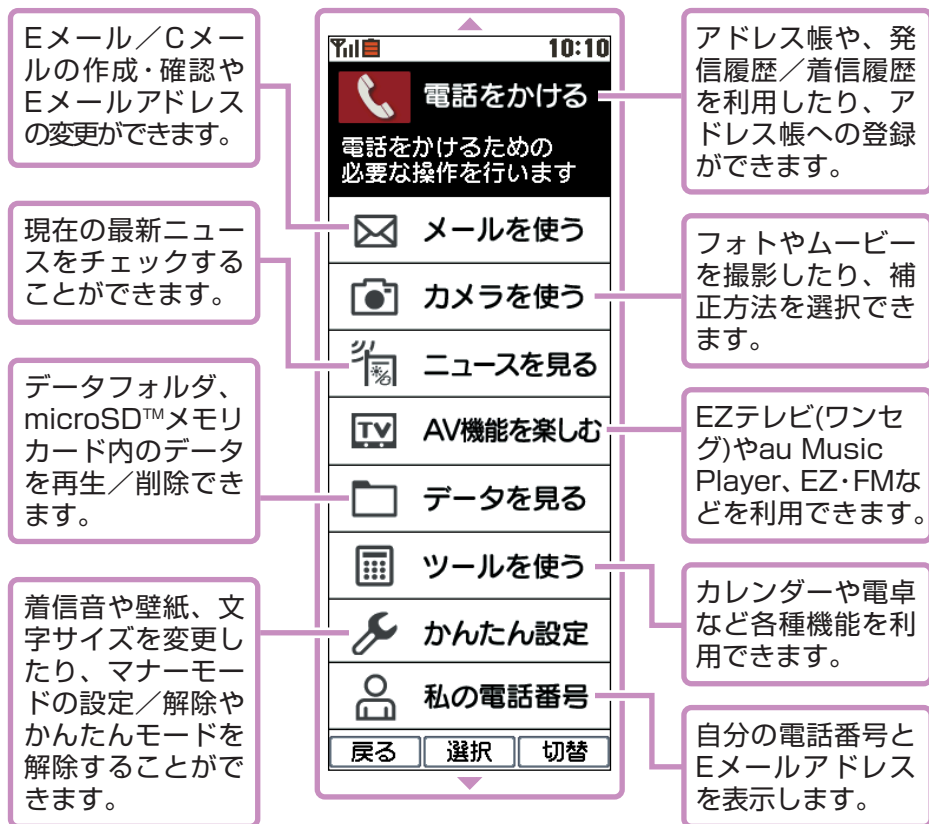 Eメール／Cメー
ルの作成・確認や
Eメールアドレス
の変更ができます。
現在の最新ニュー
スをチェックする
ことができます。
データフォルダ、
microSD™メモリ
カード内のデータ
を再生／削除でき
ます。
着信音や壁紙、文
字サイズを変更し
たり、マナーモー
ドの設定／解除や
かんたんモードを
解除することがで
きます。
10:10
電話をかける
電話をかけるための
必要な操作を行います
メールを使う
カメラを使う
ニュースを見る
TV AV機能を楽しむ
データを見る
ツールを使う
かんたん設定
私の電話番号
戻る 選択 切替
アドレス帳や、発
信履歴／着信履歴
を利用したり、ア
ドレス帳への登録
ができます。
フォトやムービー
を撮影したり、補
正方法を選択でき
ます。
EZテレビ(ワンセ
グ)やau Music
Player、EZ・FMな
どを利用できます。
カレンダーや電卓
など各種機能を利
用できます。
自分の電話番号と
Eメールアドレス
を表示します。